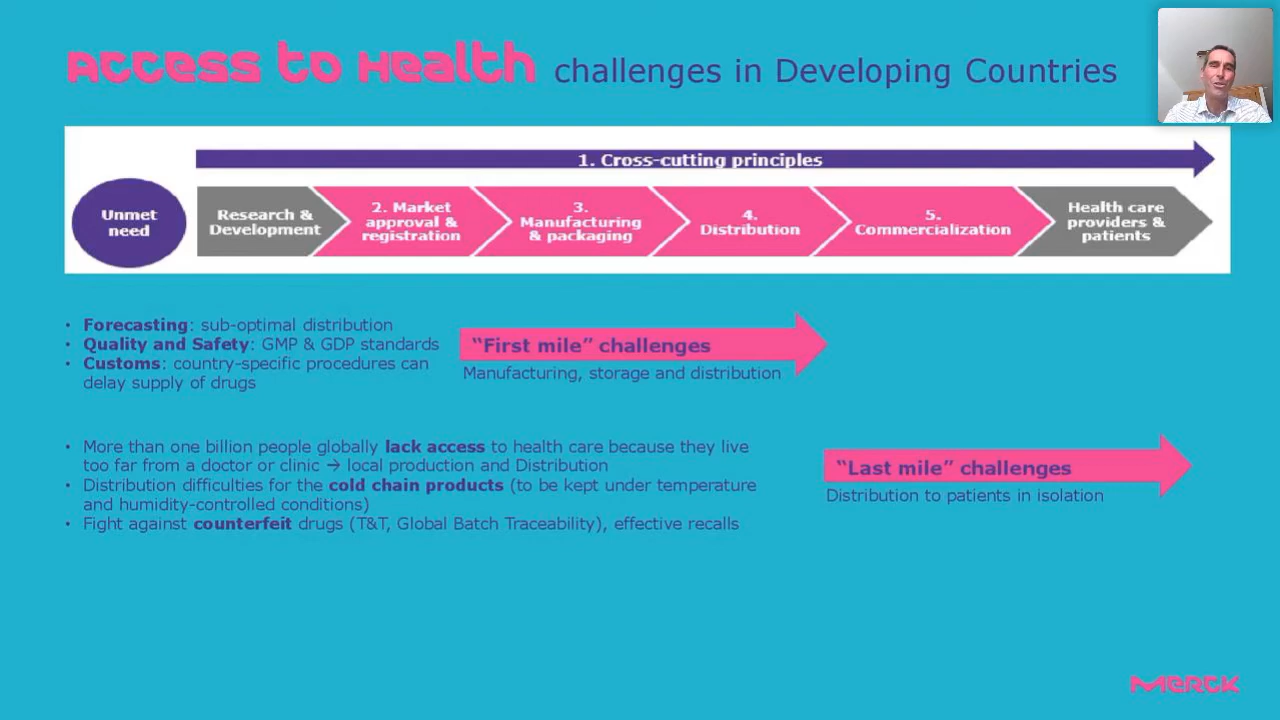 Access to Health challenges in Developing Countries
1. Cross-cutting principles
Unmet
need
Research &
Development
2. Market
approval &
registration
3.
Manufacturing
& packaging
4.
Distribution
5.
Commercialization
Health care
providers &
patients
• Forecasting: sub-optimal distribution
• Quality and Safety: GMP & GDP standards
• Customs: country-specific procedures can
delay supply of drugs
“First mile” challenges
Manufacturing, storage and distribution
• More than one billion people globally lack access to health care because they live
too far from a doctor or clinic → local production and Distribution
• Distribution difficulties for the cold chain products (to be kept under temperature
and humidity-controlled conditions)
• Fight against counterfeit drugs (T&T, Global Batch Traceability), effective recalls
“Last mile” challenges
Distribution to patients in isolation
Merck